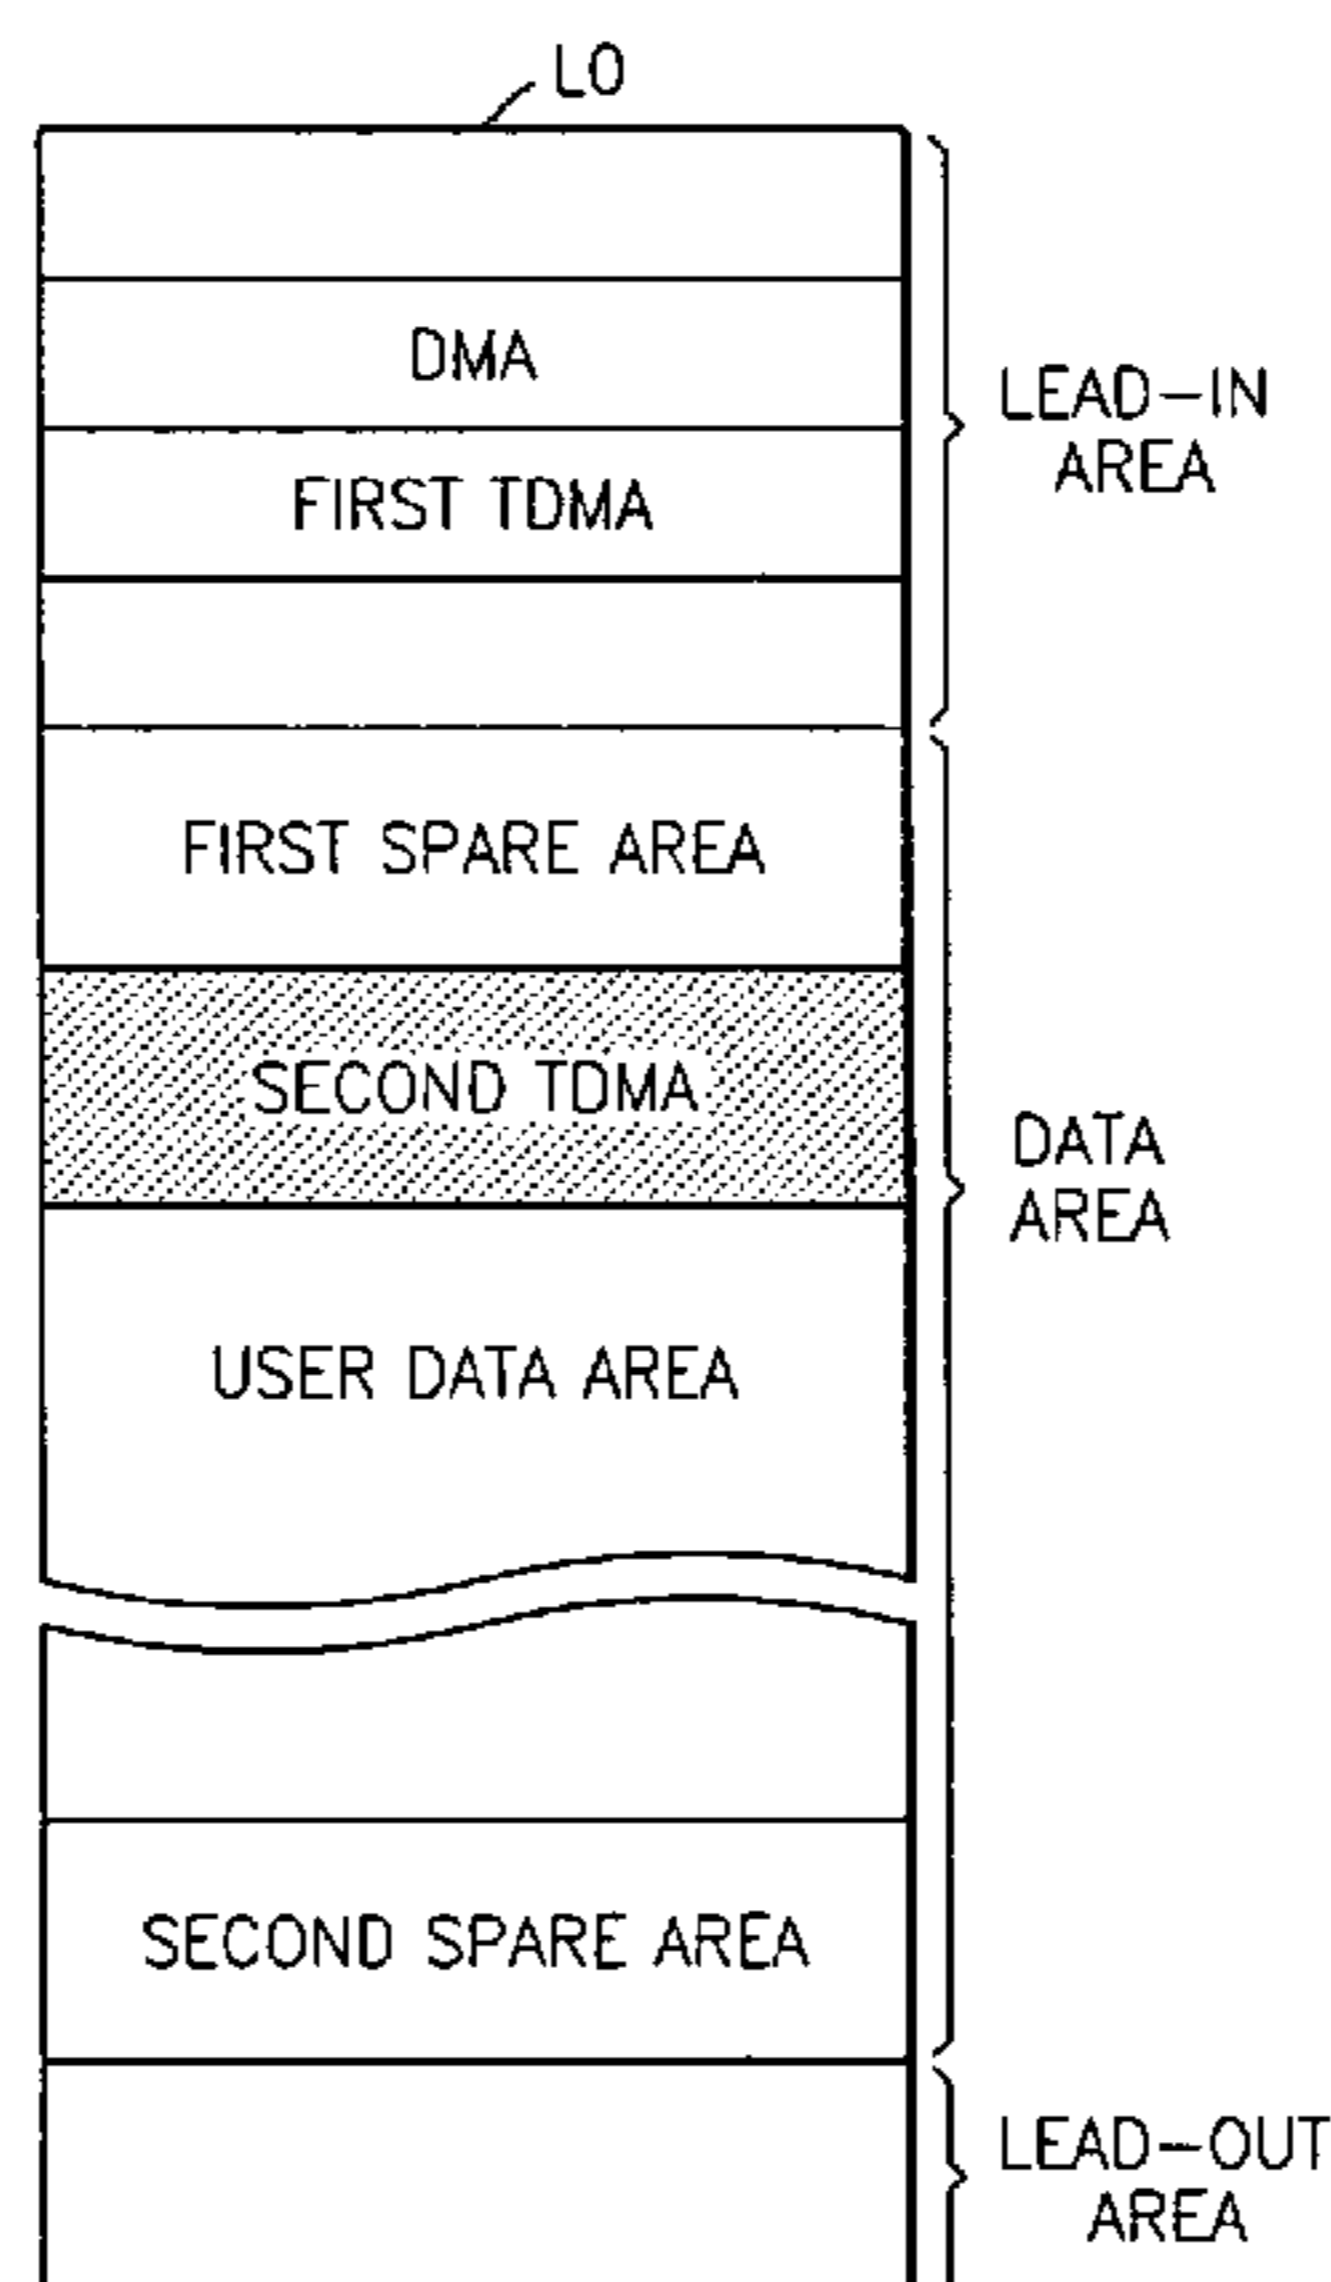 L0
DMA
LEAD-IN
AREA
FIRST TDMA
FIRST SPARE AREA
SECOND TDMA
DATA
AREA
USER DATA AREA
SECOND SPARE AREA
LEAD-OUT
AREA